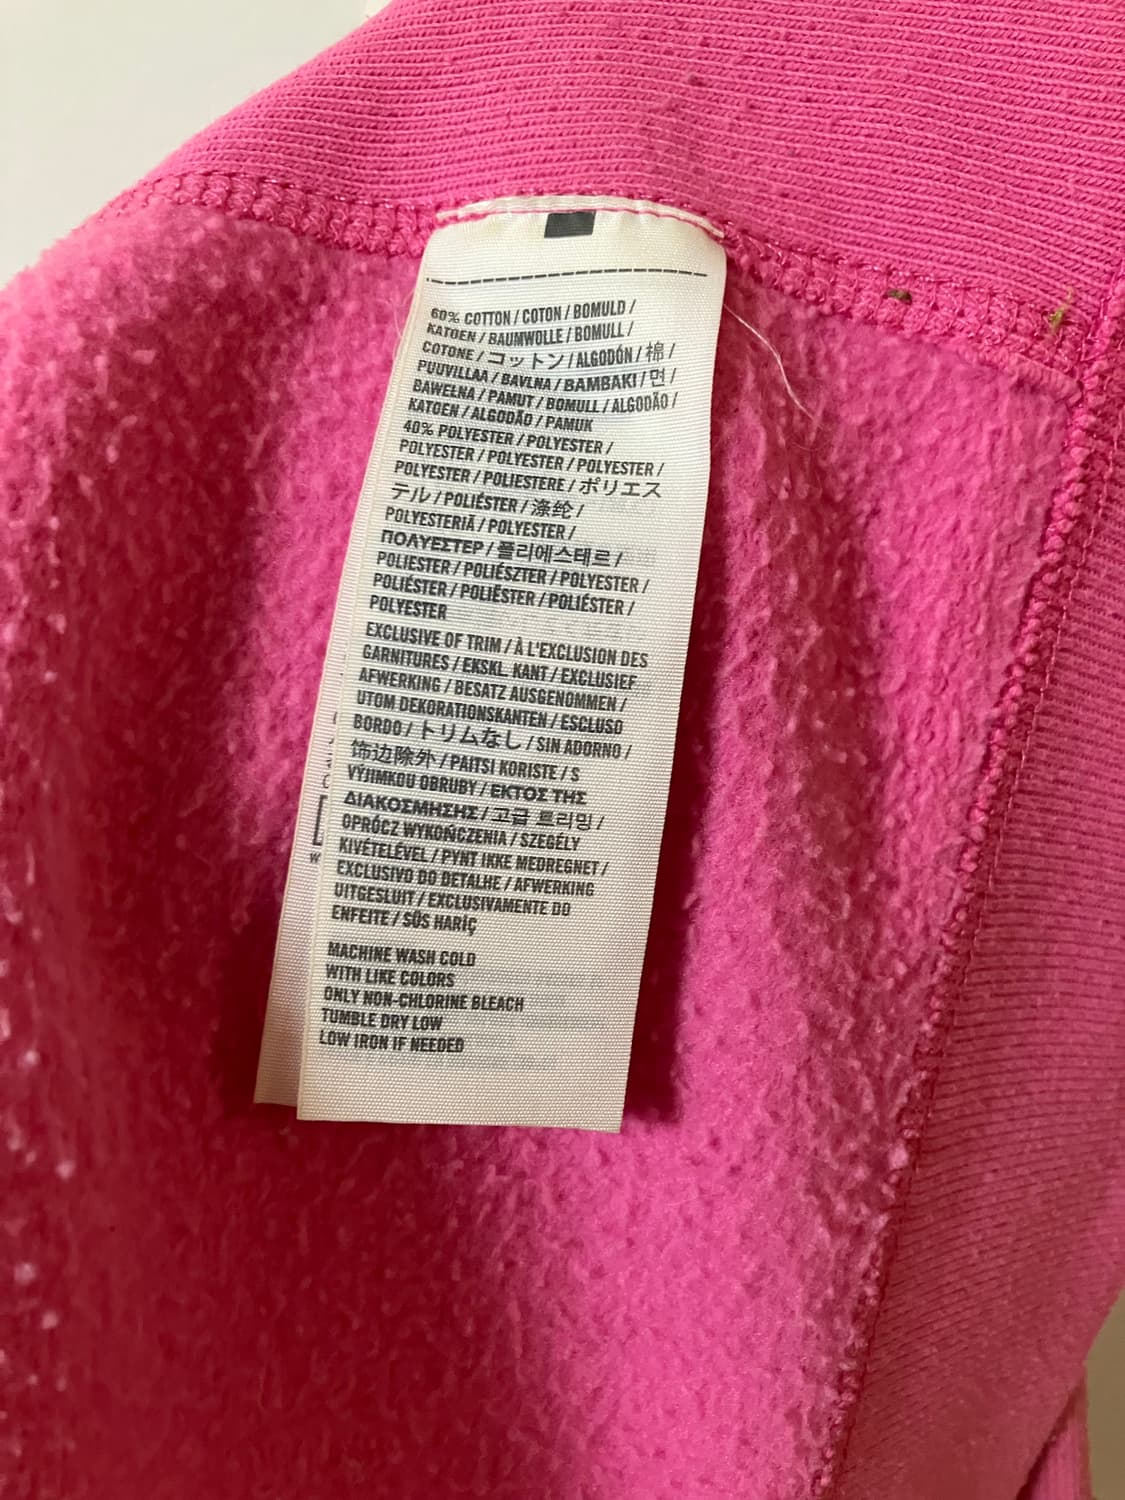 60% COTTON / COTON / BOMULD /
KATOEN / BAUMWOLLE / BOMULL /
COTONE / コットン / ALGODÓN / 棉 /
PUUVILLAA / BAVLNA / BAMBAKI / 면 /
BAWEŁNA / PAMUT / BOMULL / ALGODÃO /
KATOEN / ALGODÃO / PAMUK
40% POLYESTER / POLYESTER /
POLYESTER / POLYESTER / POLYESTER /
POLYESTER / POLIESTERE / ポリエス
テル / POLIÉSTER / 涤纶 /
POLYESTERIÄ / POLYESTER /
ΠΟΛΥΕΣΤΕΡ / 폴리에스테르 /
POLIESTER / POLIÉSZTER / POLYESTER /
POLIÉSTER / POLIËSTER / POLIÉSTER /
POLYESTER
EXCLUSIVE OF TRIM / À L'EXCLUSION DES
GARNITURES / EKSKL. KANT / EXCLUSIEF
AFWERKING / BESATZ AUSGENOMMEN /
UTOM DEKORATIONSKANTEN / ESCLUSO
BORDO / トリムなし / SIN ADORNO /
饰边除外 / PAITSI KORISTE / S
VÝJIMKOU OBRUBY / ΕΚΤΟΣ ΤΗΣ
ΔΙΑΚΟΣΜΗΣΗΣ / 고급 트리밍 /
OPRÓCZ WYKOŃCZENIA / SZEGÉLY
KIVÉTELÉVEL / PYNT IKKE MEDREGNET /
EXCLUSIVO DO DETALHE / AFWERKING
UITGESLUIT / EXCLUSIVAMENTE DO
ENFEITE / SÜS HARİÇ
MACHINE WASH COLD
WITH LIKE COLORS
ONLY NON-CHLORINE BLEACH
TUMBLE DRY LOW
LOW IRON IF NEEDED